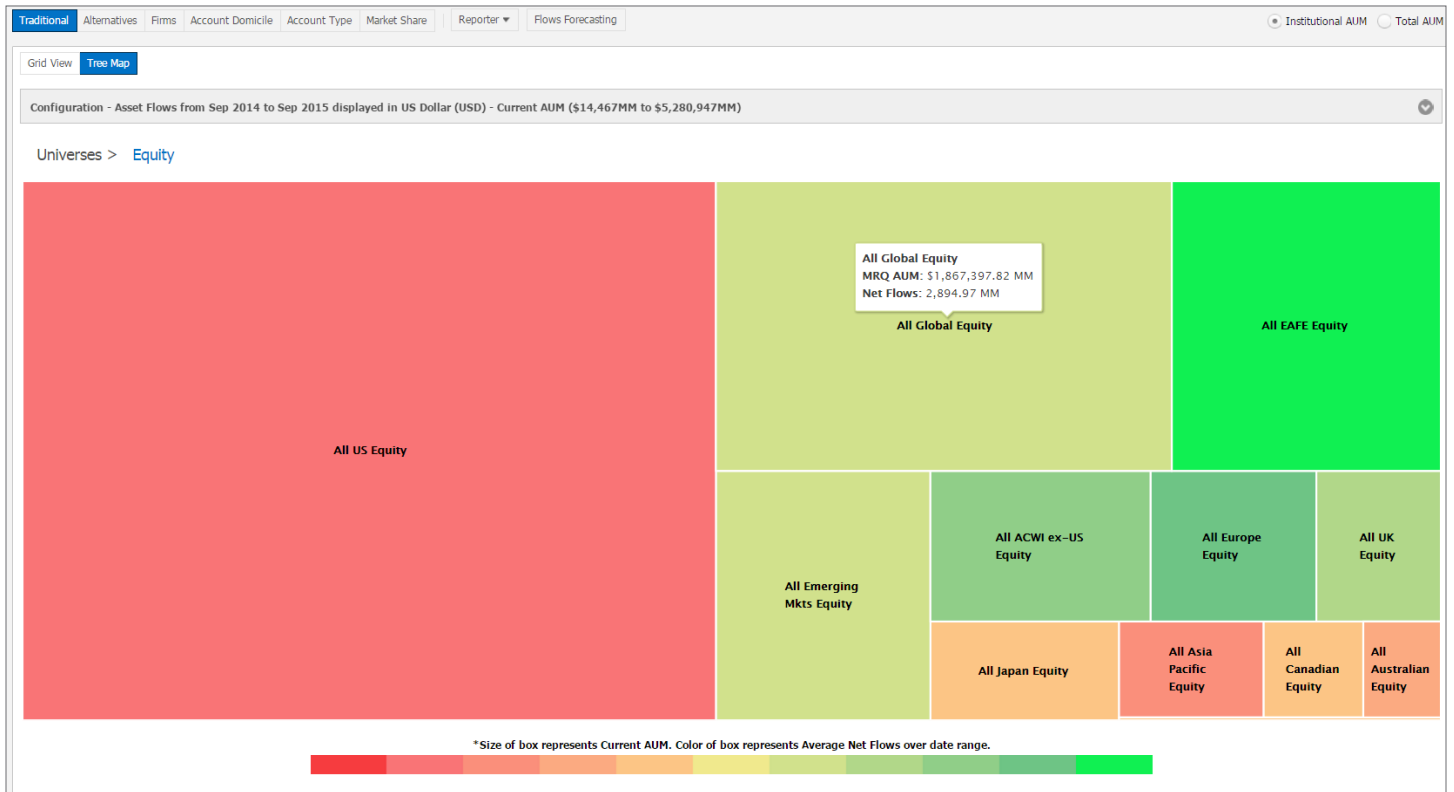 Traditional Alternatives Firms Account Domicile Account Type Market Share Reporter Flows Forecasting Institutional AUM Total AUM
Grid View Tree Map
Configuration - Asset Flows from Sep 2014 to Sep 2015 displayed in US Dollar (USD) - Current AUM ($14,467MM to $5,280,947MM)
Universes > Equity
All Global Equity
MRQ AUM: $1,867,397.82 MM
Net Flows: 2,894.97 MM
All Global Equity
All EAFE Equity
All US Equity
All ACWI ex-US
Equity
All Europe
Equity
All UK
Equity
All Emerging
Mkts Equity
All Japan Equity
All Asia
Pacific
Equity
All
Canadian
Equity
All
Australian
Equity
*Size of box represents Current AUM. Color of box represents Average Net Flows over date range.